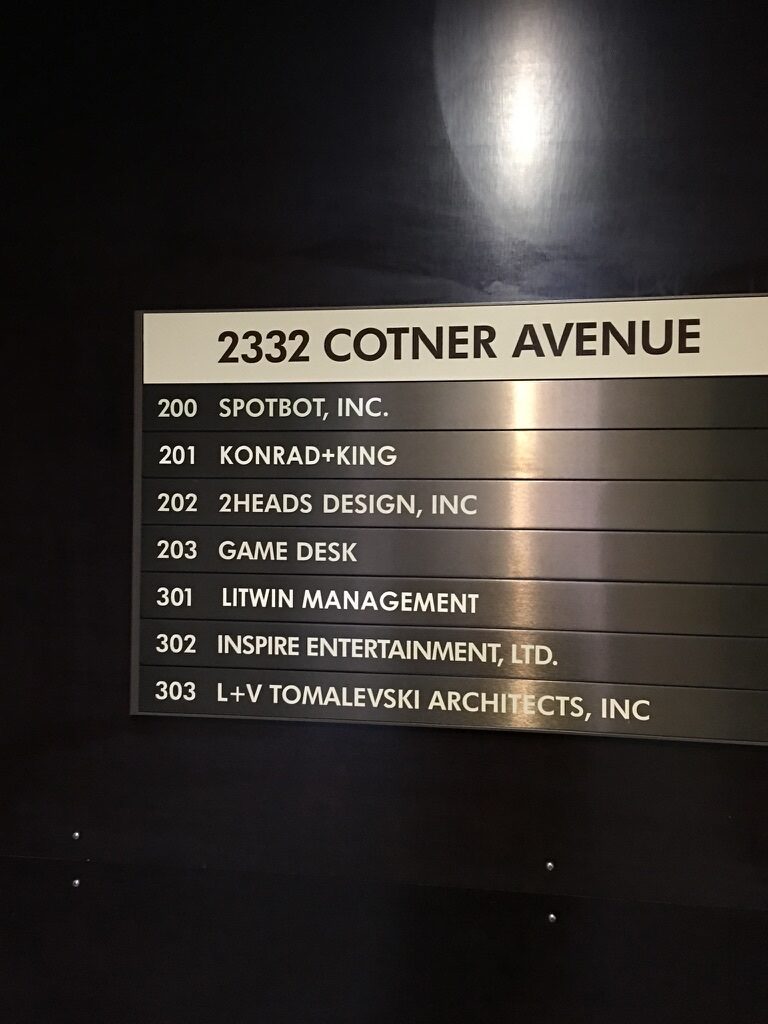 2332 COTNER AVENUE
200 SPOTBOT, INC.
201 KONRAD+KING
202 2HEADS DESIGN, INC
203 GAME DESK
301 LITWIN MANAGEMENT
302 INSPIRE ENTERTAINMENT, LTD.
303 L+V TOMALEVSKI ARCHITECTS, INC